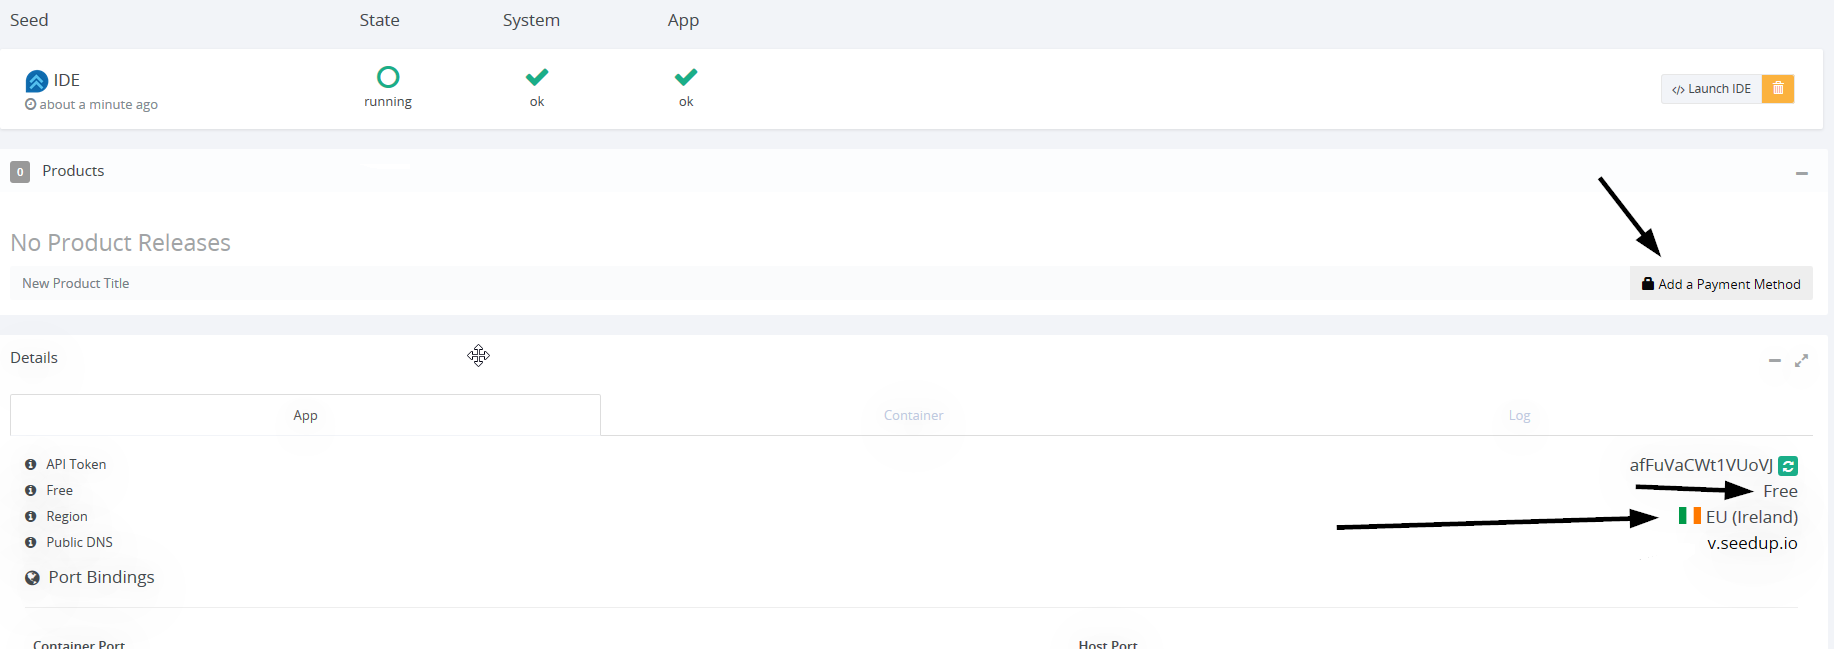 Seed State System App
IDE
about a minute ago
running
ok
ok
</> Launch IDE
0 Products
No Product Releases
New Product Title
Add a Payment Method
Details
App Container Log
API Token afFuVaCWt1VUoVJ
Free Free
Region EU (Ireland)
Public DNS v.seedup.io
Port Bindings
Container Port Host Port